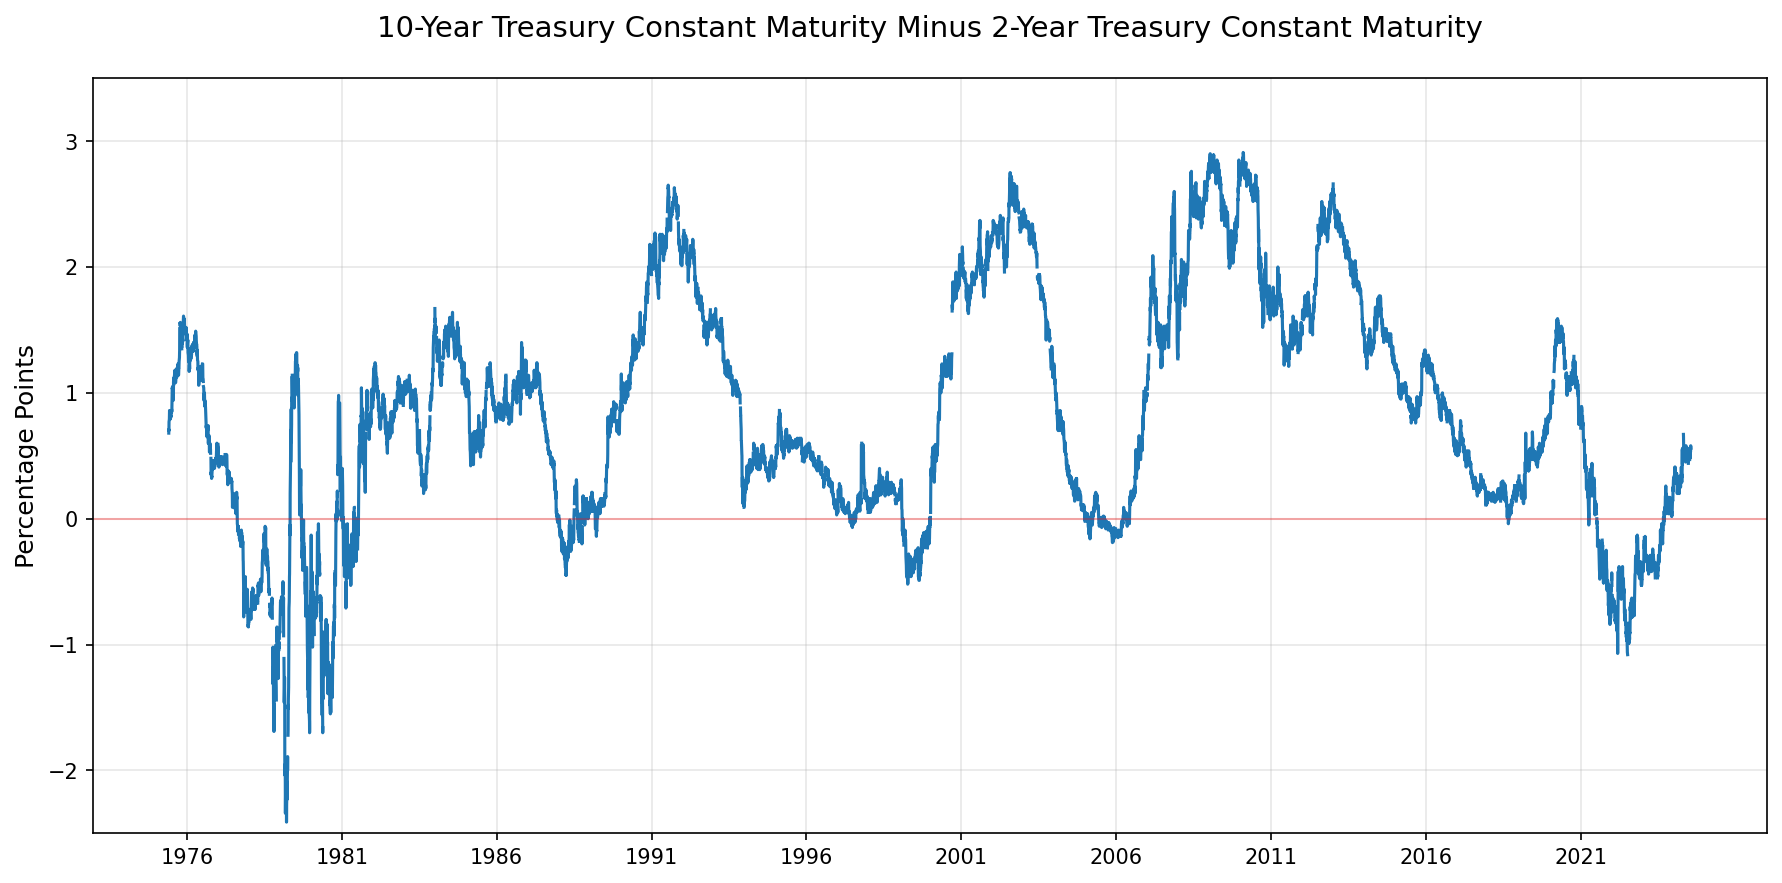 10-Year Treasury Constant Maturity Minus 2-Year Treasury Constant Maturity
Percentage Points
3
2
1
0
−1
−2
1976 1981 1986 1991 1996 2001 2006 2011 2016 2021